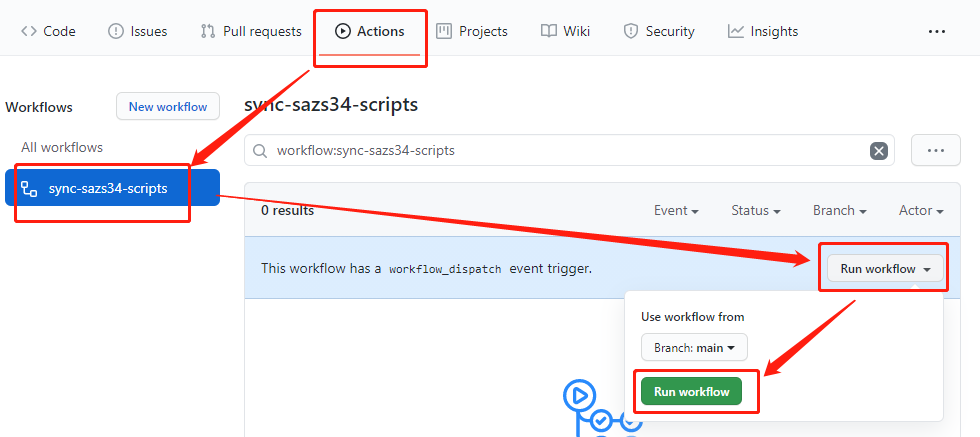 Code Issues Pull requests Actions Projects Wiki Security Insights ...
Workflows New workflow
All workflows
sync-sazs34-scripts
sync-sazs34-scripts
workflow:sync-sazs34-scripts ...
0 results Event Status Branch Actor
This workflow has a workflow_dispatch event trigger. Run workflow
Use workflow from
Branch: main
Run workflow